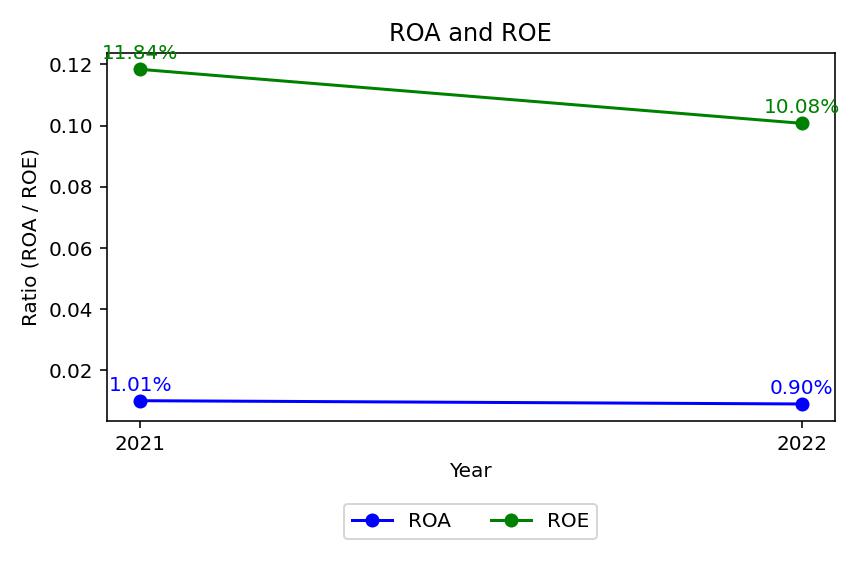 ROA and ROE
11.84%
0.12
10.08%
0.10
0.08
0.06
0.04
0.02
1.01%
0.90%
Ratio (ROA / ROE)
2021 2022
Year
ROA ROE